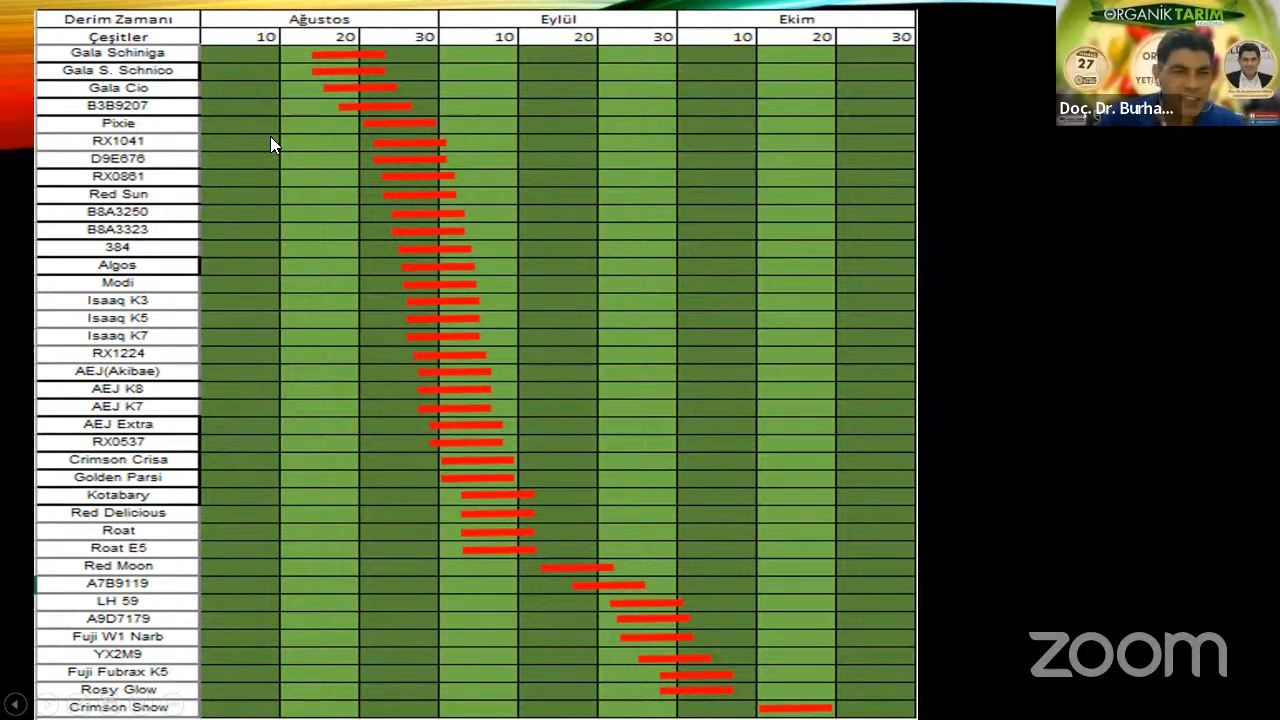 Derim Zamanı Ağustos Eylül Ekim
Çeşitler 10 20 30 10 20 30 10 20 30
Gala Schiniga
Gala S. Schnico
Gala Cio
B3B9207
Pixie
RX1041
D9E676
RX0861
Red Sun
B8A3250
B8A3323
384
Algos
Modi
Isaaq K3
Isaaq K5
Isaaq K7
RX1224
AEJ(Akibae)
AEJ K8
AEJ K7
AEJ Extra
RX0537
Crimson Crisa
Golden Parsi
Kotabary
Red Delicious
Roat
Roat E5
Red Moon
A7B9119
LH 59
A9D7179
Fuji W1 Narb
YX2M9
Fuji Fubrax K5
Rosy Glow
Crimson Snow
ORGANİK TARIM
27
Doç. Dr. Burha...
zoom